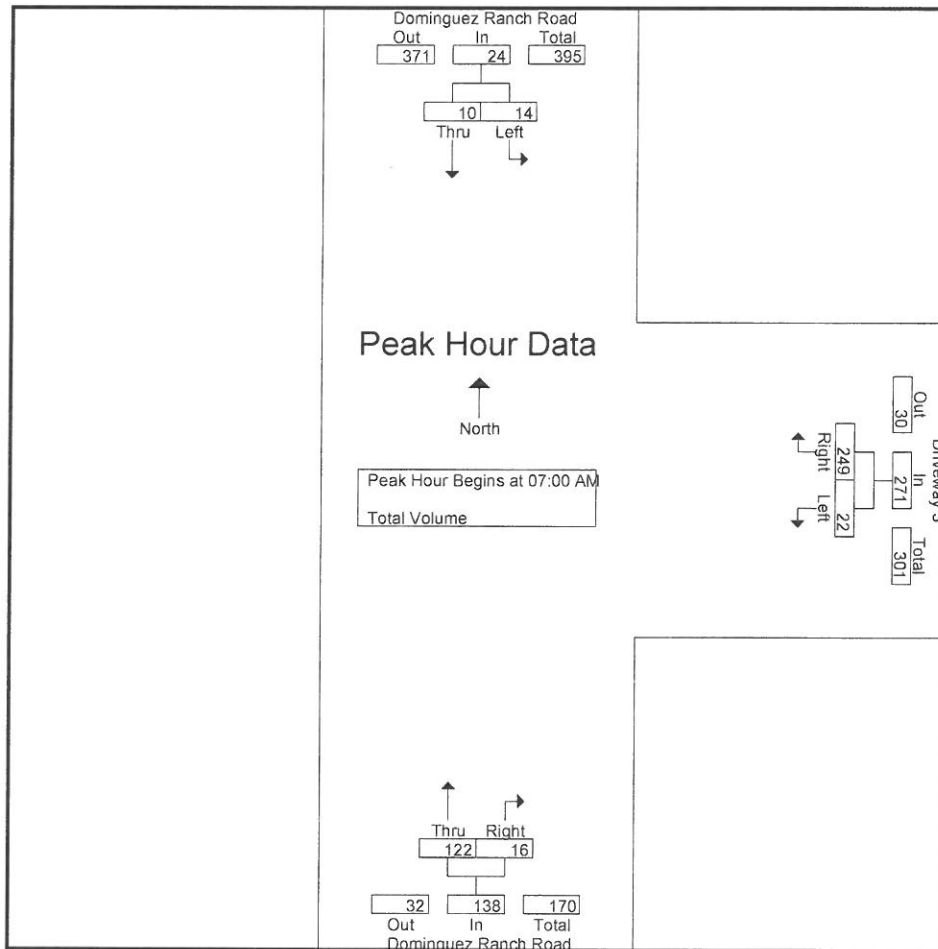 Dominguez Ranch Road
Out In Total
371 24 395
10 14
Thru Left
Peak Hour Data
North
Peak Hour Begins at 07:00 AM
Total Volume
Out In Total
30 271 301
249 22
Right Left
Thru Right
122 16
32 138 170
Out In Total
Dominguez Ranch Road